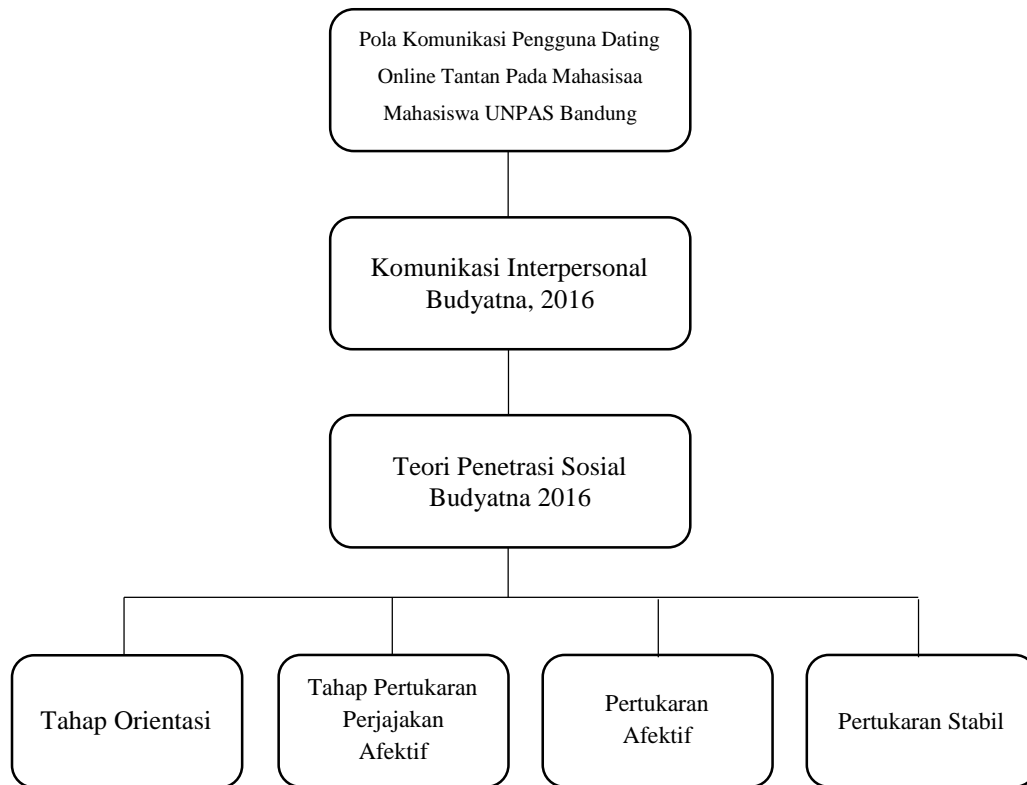 Pola Komunikasi Pengguna Dating
Online Tantan Pada Mahasisaa
Mahasiswa UNPAS Bandung
Komunikasi Interpersonal
Budyatna, 2016
Teori Penetrasi Sosial
Budyatna 2016
Tahap Orientasi
Tahap Pertukaran
Perjajakan
Afektif
Pertukaran
Afektif
Pertukaran Stabil